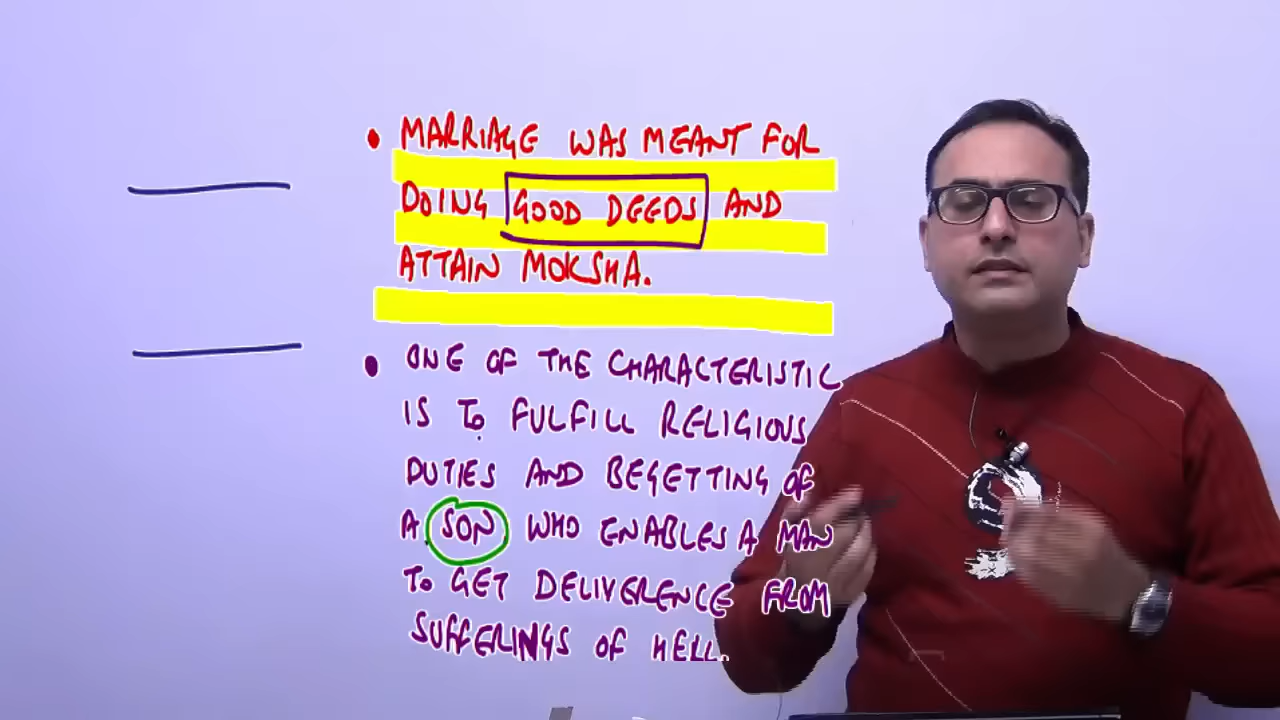 • MARRIAGE WAS MEANT FOR
DOING GOOD DEEDS AND
ATTAIN MOKSHA.
• ONE OF THE CHARACTERISTIC
IS TO FULFILL RELIGIOUS
DUTIES AND BEGETTING OF
A SON WHO ENABLES A MAN
TO GET DELIVERENCE FROM
SUFFERINGS OF HELL.